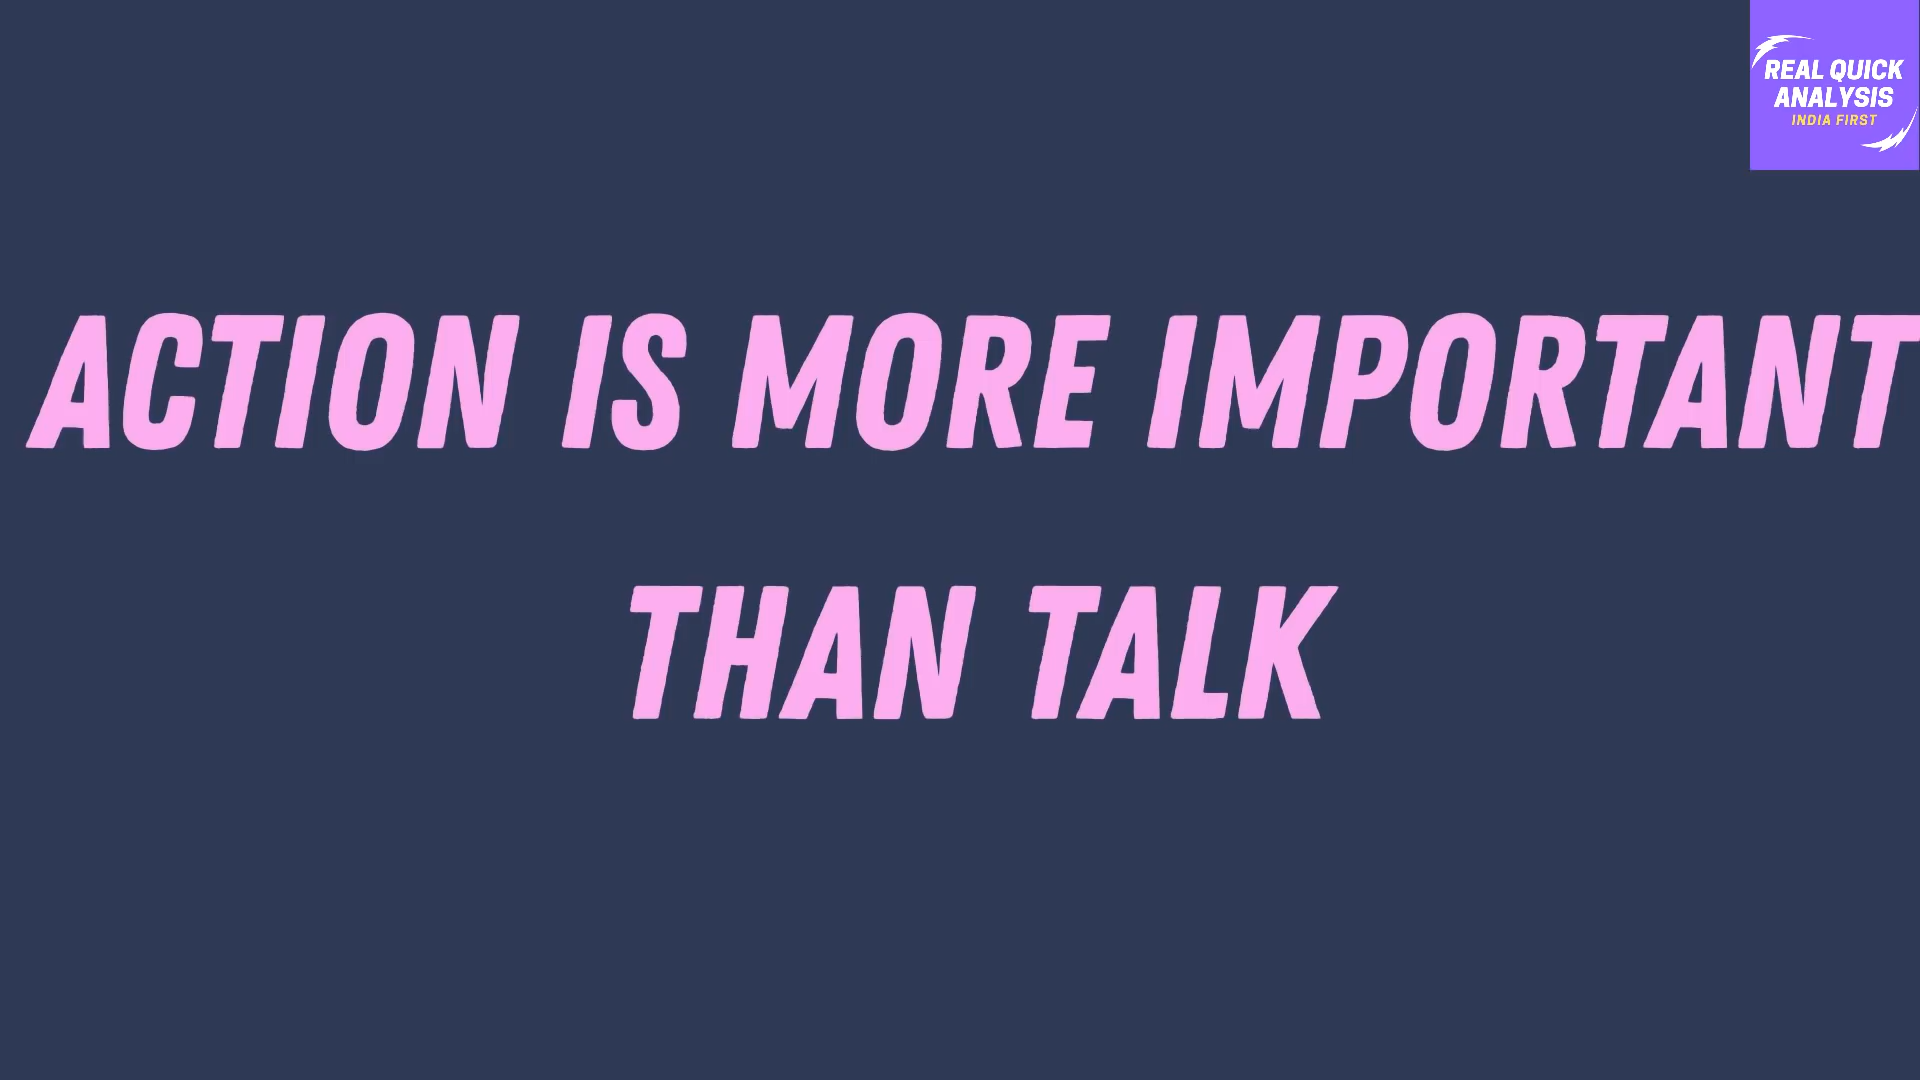 REAL QUICK
ANALYSIS
INDIA FIRST
ACTION IS MORE IMPORTANT
THAN TALK